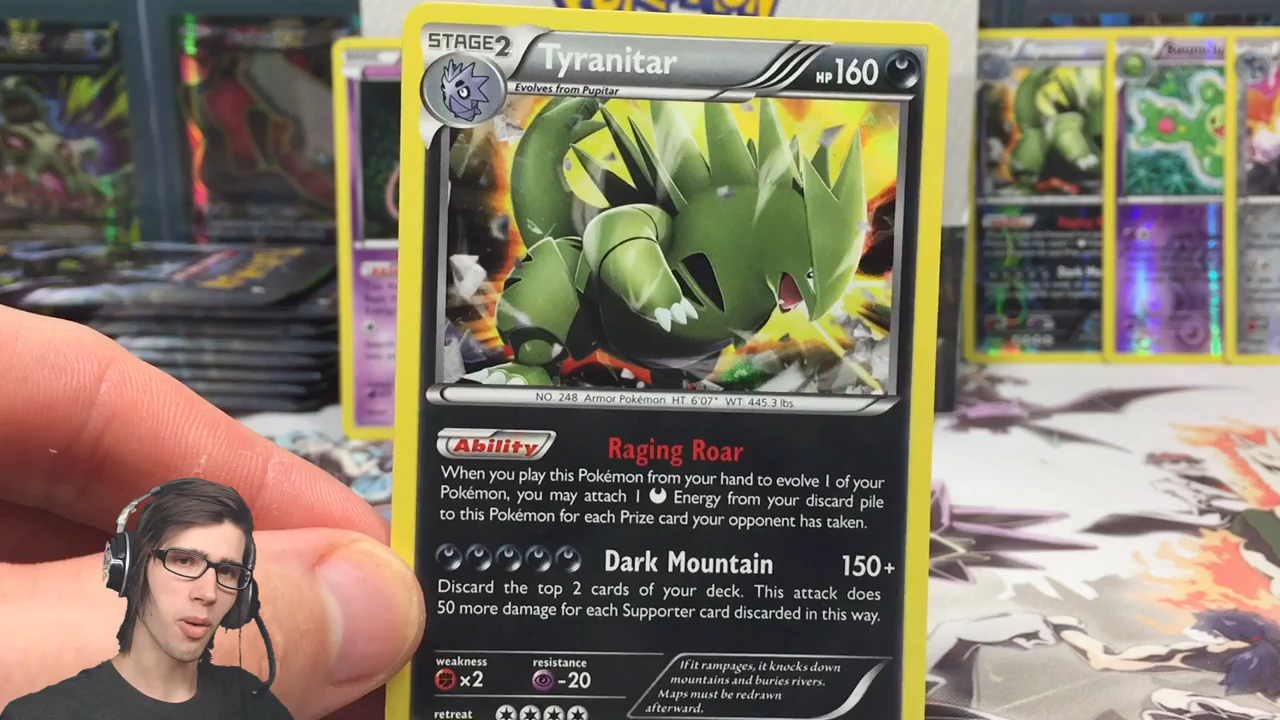 POKÉMON
STAGE2
Tyranitar
HP160
Evolves from Pupitar
NO. 248 Armor Pokémon HT. 6'07" WT. 445.3 lbs.
Ability
Raging Roar
When you play this Pokémon from your hand to evolve 1 of your
Pokémon, you may attach 1 Energy from your discard pile
to this Pokémon for each Prize card your opponent has taken.
Dark Mountain 150+
Discard the top 2 cards of your deck. This attack does
50 more damage for each Supporter card discarded in this way.
weakness
×2
resistance
-20
retreat
If it rampages, it knocks down
mountains and buries rivers.
Maps must be redrawn
afterward.